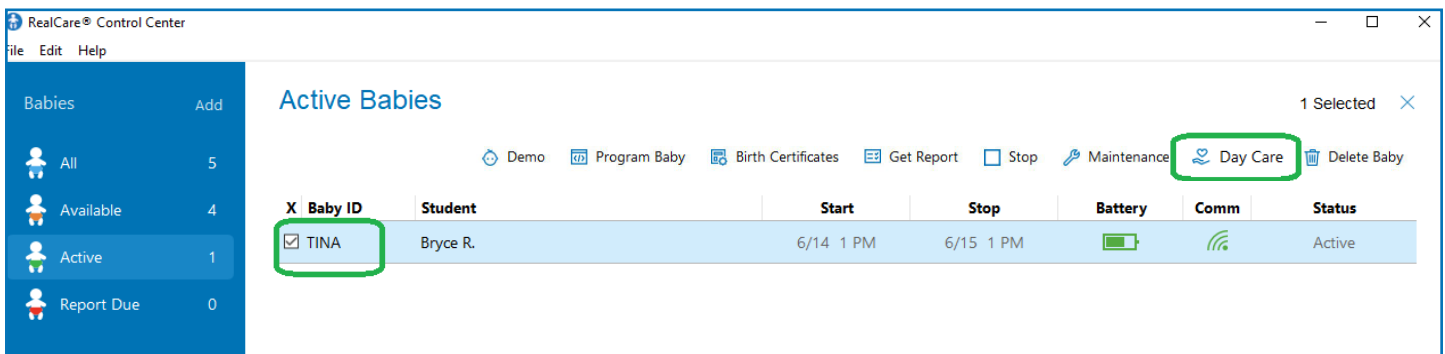 RealCare® Control Center
File Edit Help
Babies Add
All 5
Available 4
Active 1
Report Due 0
Active Babies
1 Selected
Demo Program Baby Birth Certificates Get Report Stop Maintenance Day Care Delete Baby
X Baby ID Student Start Stop Battery Comm Status
TINA Bryce R. 6/14 1 PM 6/15 1 PM Active